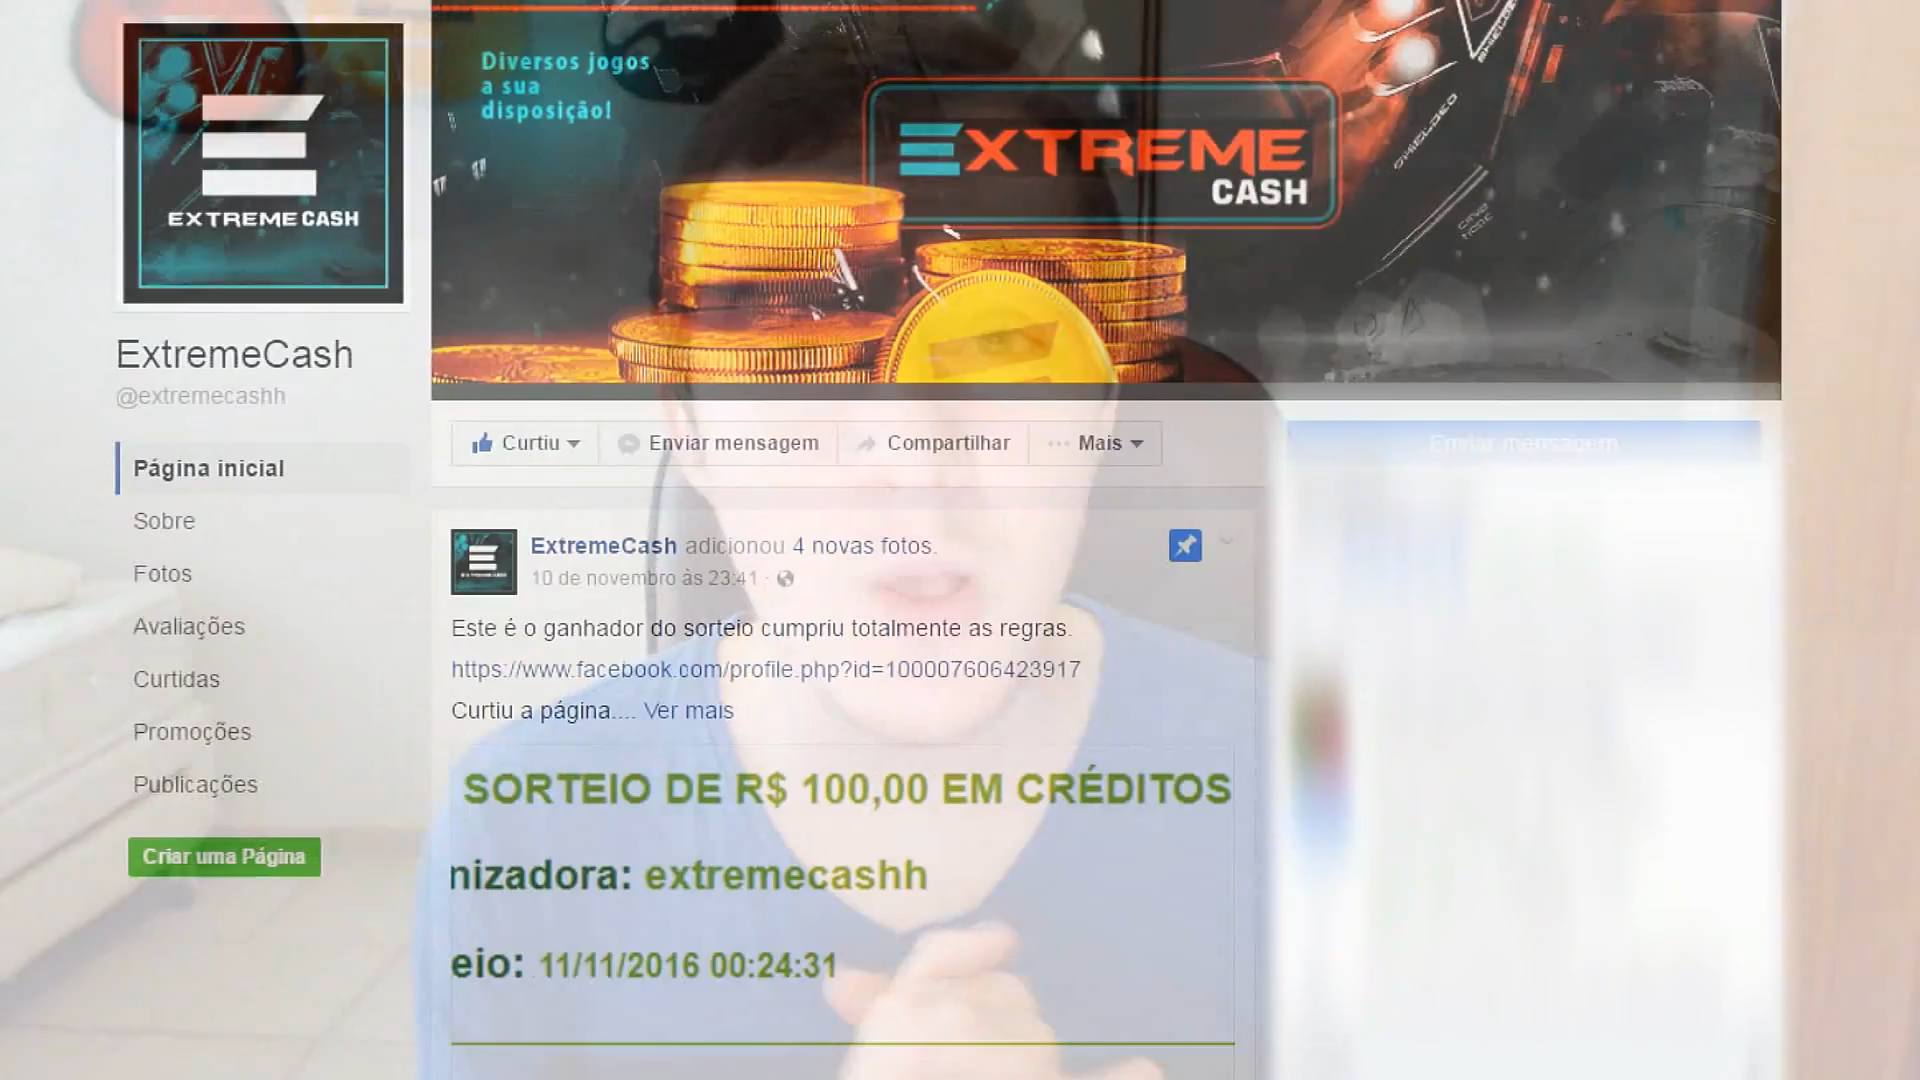 Diversos jogos
a sua
disposição!
EXTREME
CASH
SHIELDED
EXTREME CASH
ExtremeCash
@extremecashh
Página inicial
Sobre
Fotos
Avaliações
Curtidas
Promoções
Publicações
Criar uma Página
Curtiu
Enviar mensagem
Compartilhar
Mais
Enviar mensagem
ExtremeCash adicionou 4 novas fotos.
10 de novembro às 23:41 ·
Este é o ganhador do sorteio cumpriu totalmente as regras.
https://www.facebook.com/profile.php?id=100007606423917
Curtiu a página.... Ver mais
SORTEIO DE R$ 100,00 EM CRÉDITOS
nizadora: extremecashh
eio: 11/11/2016 00:24:31